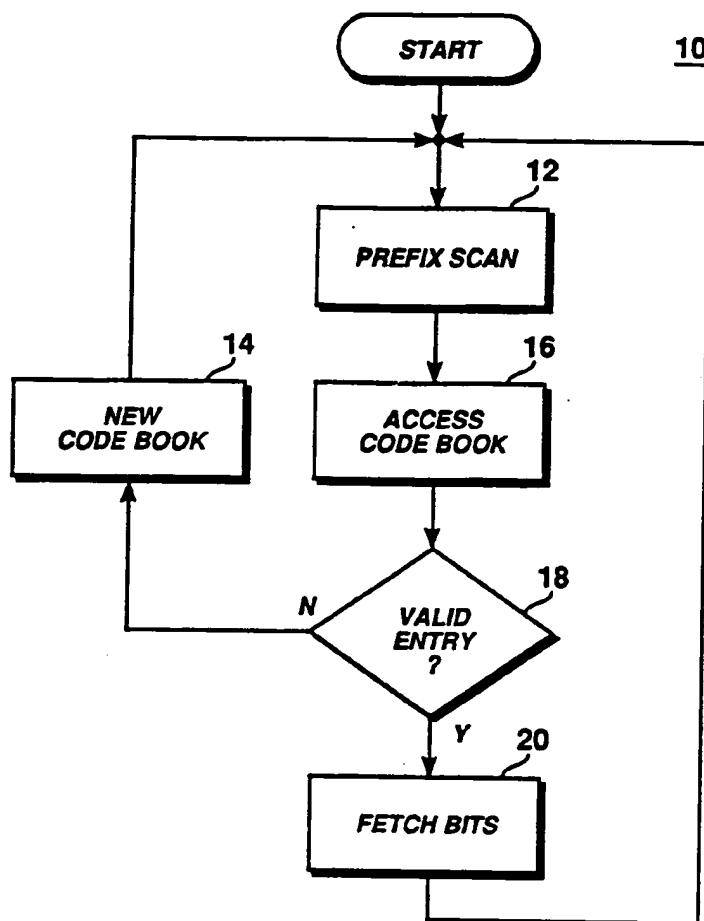 START
10
12
PREFIX SCAN
14
NEW
CODE BOOK
16
ACCESS
CODE BOOK
18
N
VALID
ENTRY
?
Y
20
FETCH BITS